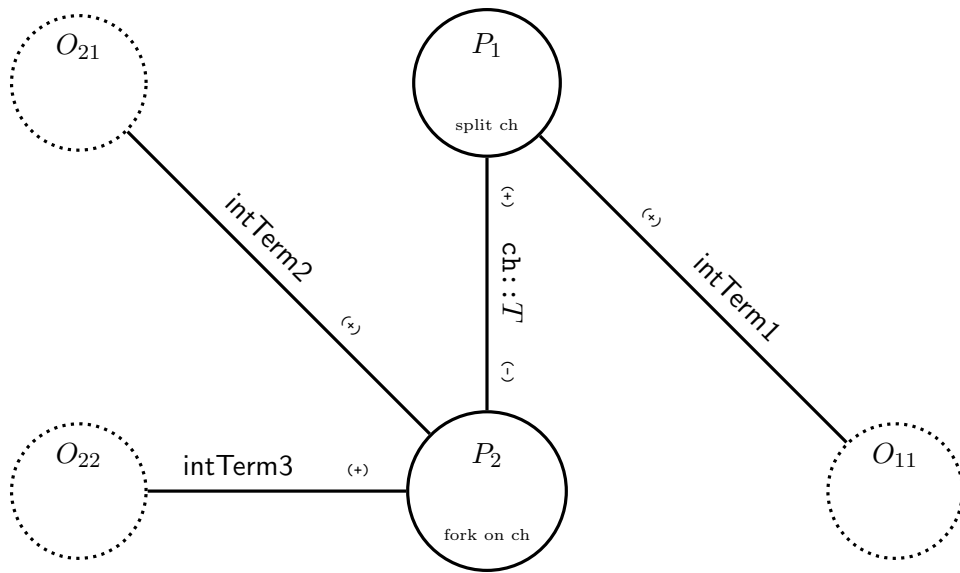 O₂₁
P₁
split ch
(+)
intTerm2
ch::T
(+)
intTerm1
(+)
(-)
O₂₂
intTerm3
(+)
P₂
fork on ch
O₁₁